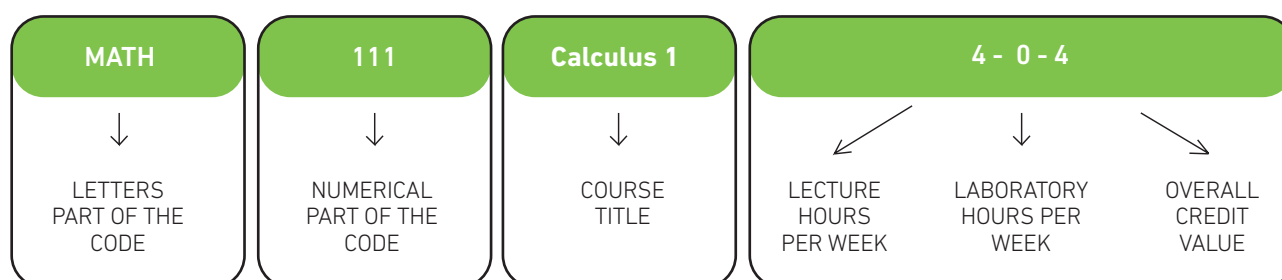 MATH
LETTERS
PART OF THE
CODE
111
NUMERICAL
PART OF THE
CODE
Calculus 1
COURSE
TITLE
4 - 0 - 4
LECTURE
HOURS
PER WEEK
LABORATORY
HOURS PER
WEEK
OVERALL
CREDIT
VALUE